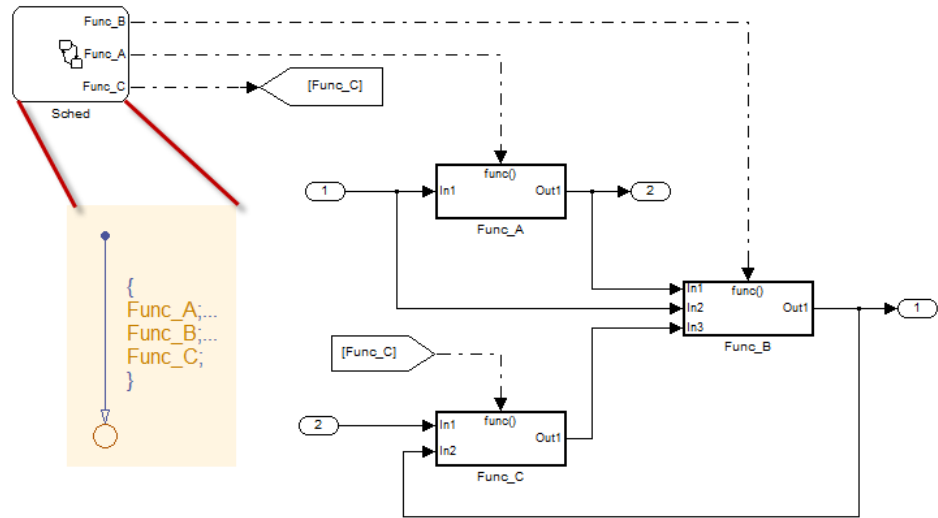 Func_B
Func_A
Func_C
Sched
[Func_C]
{
Func_A;...
Func_B;...
Func_C;
}
1
func()
In1
Out1
Func_A
2
func()
In1
In2
In3
Out1
Func_B
1
[Func_C]
2
func()
In1
In2
Out1
Func_C